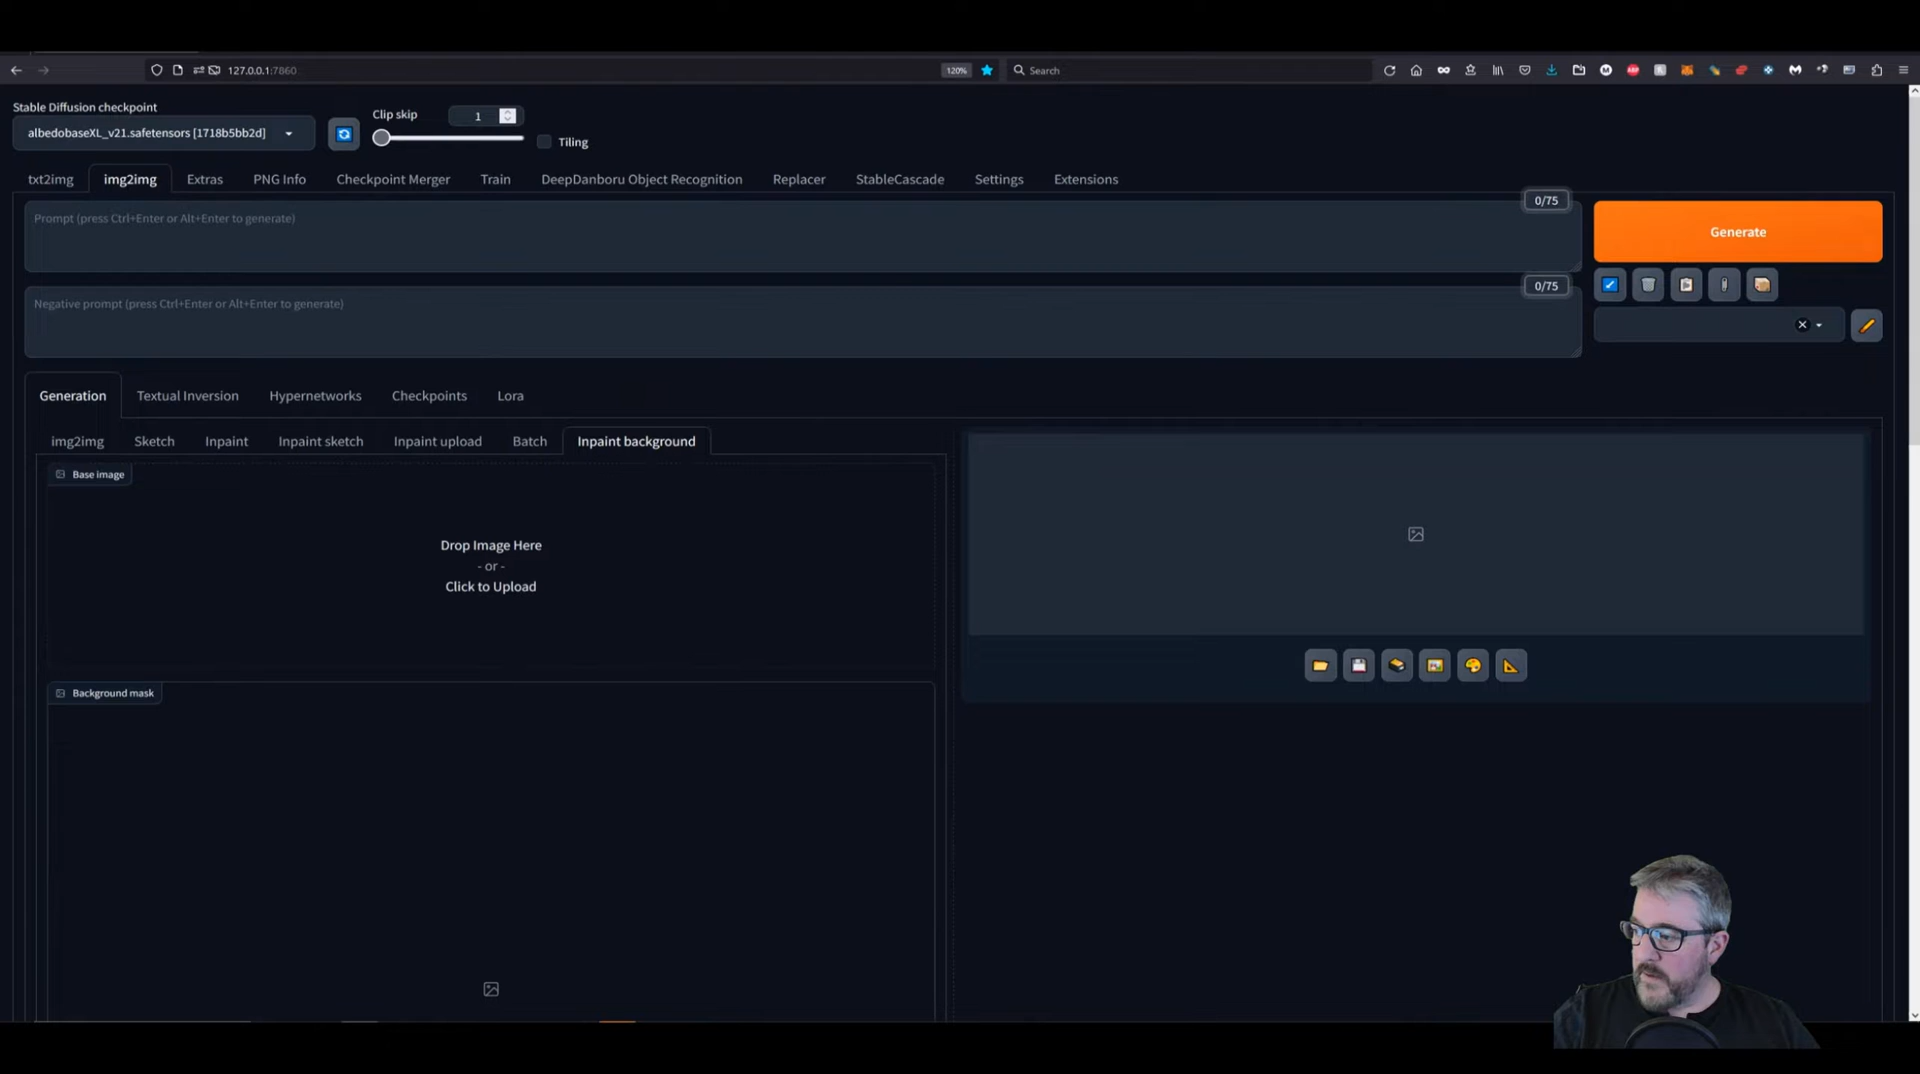 127.0.0.1:7860
120%
Search
Stable Diffusion checkpoint
albedobaseXL_v21.safetensors [1718b5bb2d]
Clip skip
1
Tiling
txt2img
img2img
Extras
PNG Info
Checkpoint Merger
Train
DeepDanboru Object Recognition
Replacer
StableCascade
Settings
Extensions
Prompt (press Ctrl+Enter or Alt+Enter to generate)
0/75
Generate
Negative prompt (press Ctrl+Enter or Alt+Enter to generate)
0/75
Generation
Textual Inversion
Hypernetworks
Checkpoints
Lora
img2img
Sketch
Inpaint
Inpaint sketch
Inpaint upload
Batch
Inpaint background
Base image
Drop Image Here
- or -
Click to Upload
Background mask